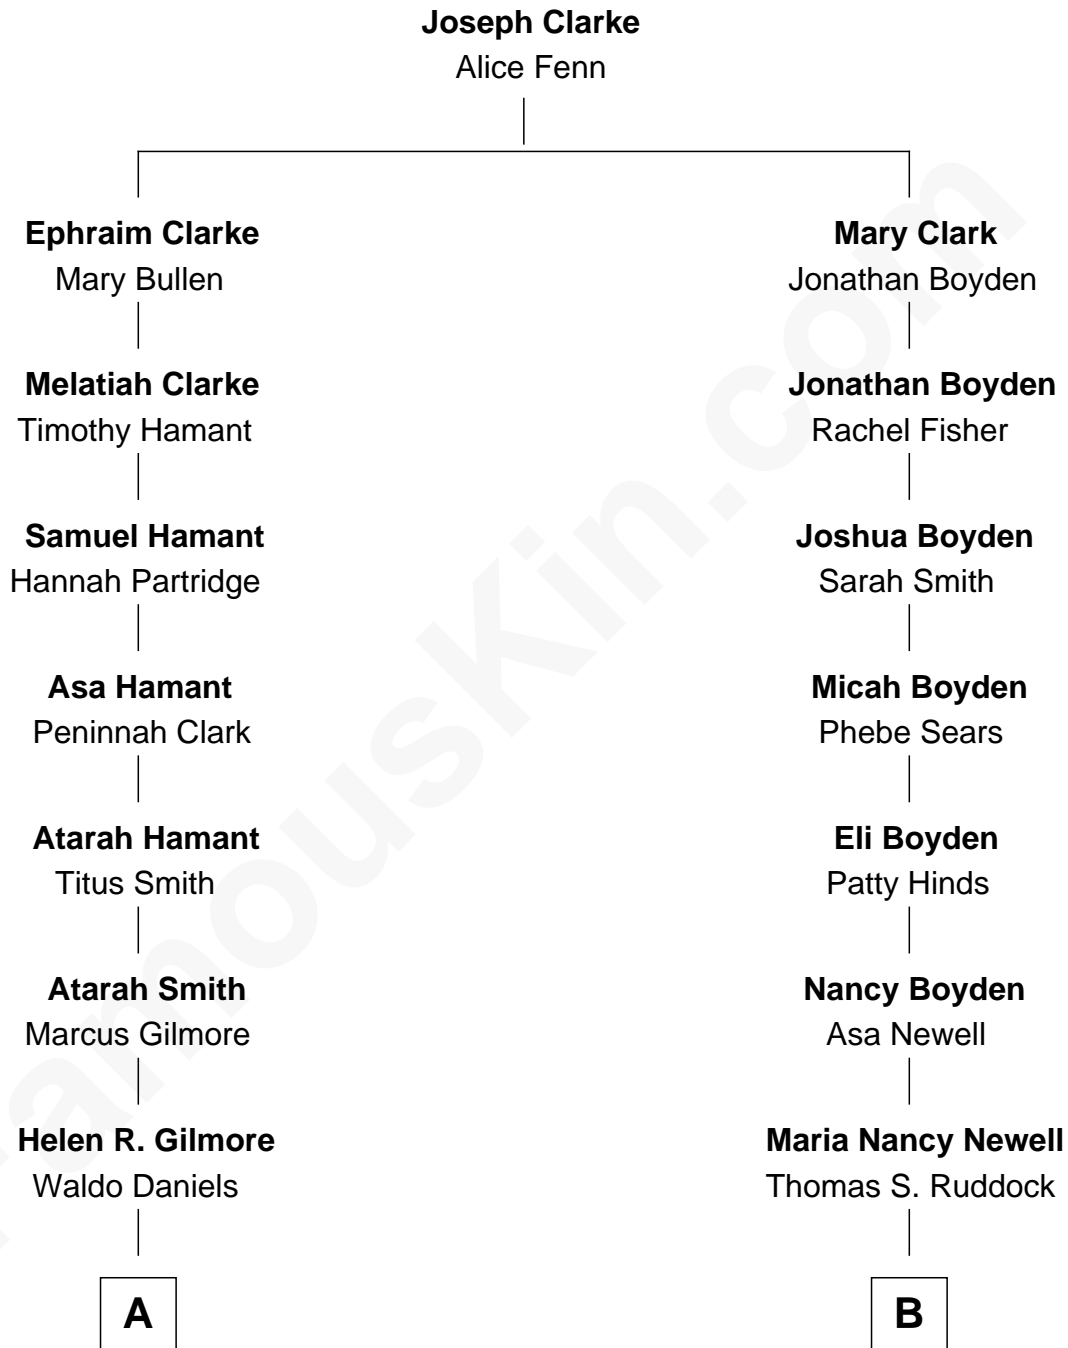 Joseph Clarke
Alice Fenn
Ephraim Clarke
Mary Bullen
Mary Clark
Jonathan Boyden
Melatiah Clarke
Timothy Hamant
Jonathan Boyden
Rachel Fisher
Samuel Hamant
Hannah Partridge
Joshua Boyden
Sarah Smith
Asa Hamant
Peninnah Clark
Micah Boyden
Phebe Sears
Atarah Hamant
Titus Smith
Eli Boyden
Patty Hinds
Atarah Smith
Marcus Gilmore
Nancy Boyden
Asa Newell
Helen R. Gilmore
Waldo Daniels
Maria Nancy Newell
Thomas S. Ruddock
A
B
FamousKin.com